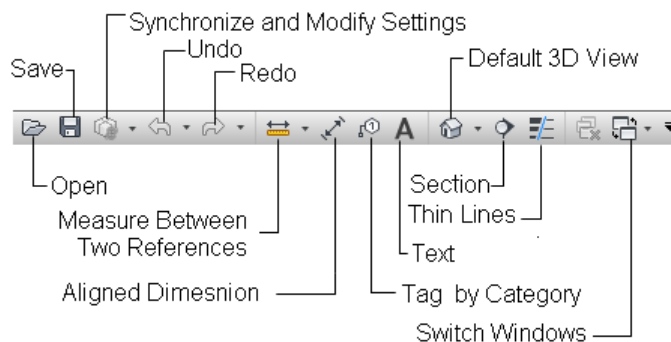 Synchronize and Modify Settings
Undo
Save
Redo
Default 3D View
A
Open
Section
Measure Between
Two References
Thin Lines
Text
Aligned Dimesnion
Tag by Category
Switch Windows